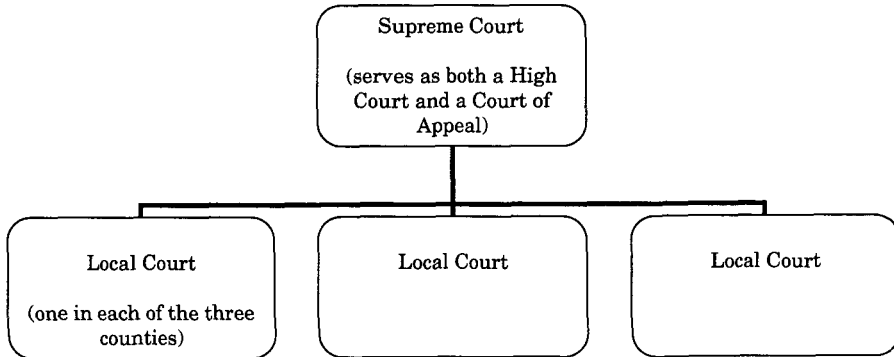 Supreme Court
(serves as both a High
Court and a Court of
Appeal)
Local Court
(one in each of the three
counties)
Local Court
Local Court